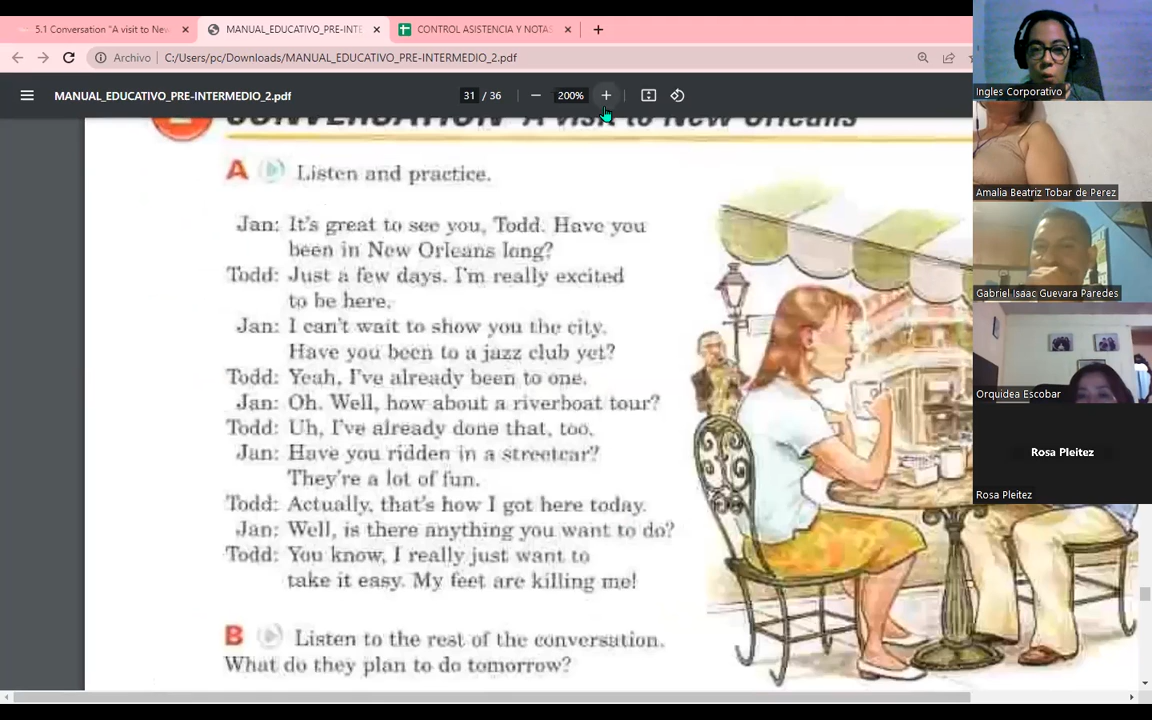 5.1 Conversation "A visit to New
MANUAL_EDUCATIVO_PRE-INTE
CONTROL ASISTENCIA Y NOTAS
Archivo
C:/Users/pc/Downloads/MANUAL_EDUCATIVO_PRE-INTERMEDIO_2.pdf
MANUAL_EDUCATIVO_PRE-INTERMEDIO_2.pdf
31 / 36
200%
CONVERSATION A visit to New Orleans
A Listen and practice.
Jan: It's great to see you, Todd. Have you
been in New Orleans long?
Todd: Just a few days. I'm really excited
to be here.
Jan: I can't wait to show you the city.
Have you been to a jazz club yet?
Todd: Yeah, I've already been to one.
Jan: Oh. Well, how about a riverboat tour?
Todd: Uh, I've already done that, too.
Jan: Have you ridden in a streetcar?
They're a lot of fun.
Todd: Actually, that's how I got here today.
Jan: Well, is there anything you want to do?
Todd: You know, I really just want to
take it easy. My feet are killing me!
B Listen to the rest of the conversation.
What do they plan to do tomorrow?
Ingles Corporativo
Amalia Beatriz Tobar de Perez
Gabriel Isaac Guevara Paredes
Orquidea Escobar
Rosa Pleitez
Rosa Pleitez